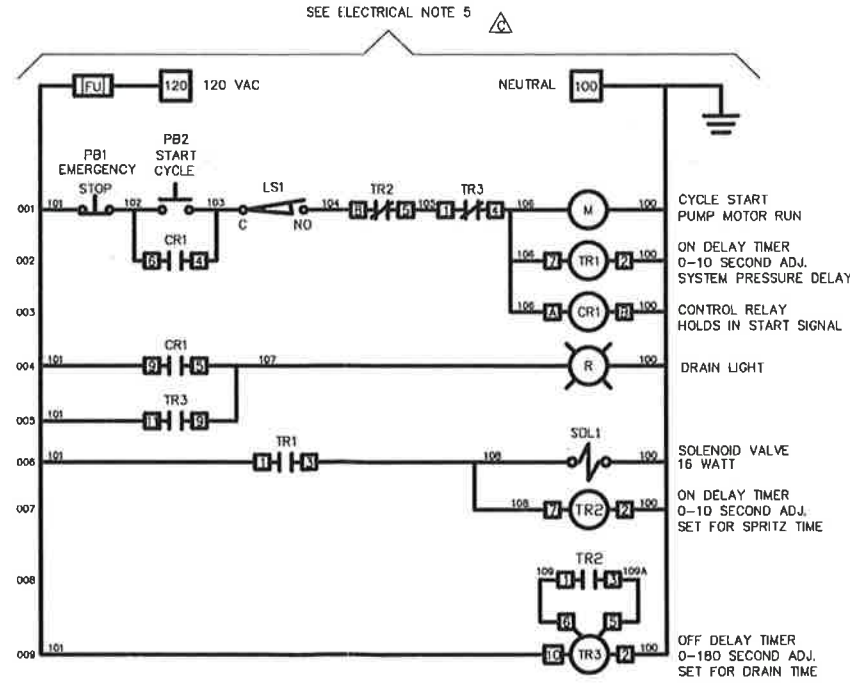 SEE ELECTRICAL NOTE 5
C
FU 120 120 VAC
NEUTRAL 100
PB1
EMERGENCY
STOP
PB2
START
CYCLE
LS1
C NO
TR2
TR3
001 101 102 103 104 8 5 105 1 4 106 M 100
CYCLE START
PUMP MOTOR RUN
CR1
002 6 4 106 7 TR1 2 100
ON DELAY TIMER
0-10 SECOND ADJ.
SYSTEM PRESSURE DELAY
003 106 A CR1 B 100
CONTROL RELAY
HOLDS IN START SIGNAL
CR1
004 101 9 5 107 R 100
DRAIN LIGHT
TR3
005 101 11 9
TR1
SOL1
006 101 1 3 108 100
SOLENOID VALVE
16 WATT
007 108 7 TR2 2 100
ON DELAY TIMER
0-10 SECOND ADJ.
SET FOR SPRITZ TIME
TR2
008 109 1 3 109A
6 5
009 101 10 TR3 2 100
OFF DELAY TIMER
0-180 SECOND ADJ.
SET FOR DRAIN TIME